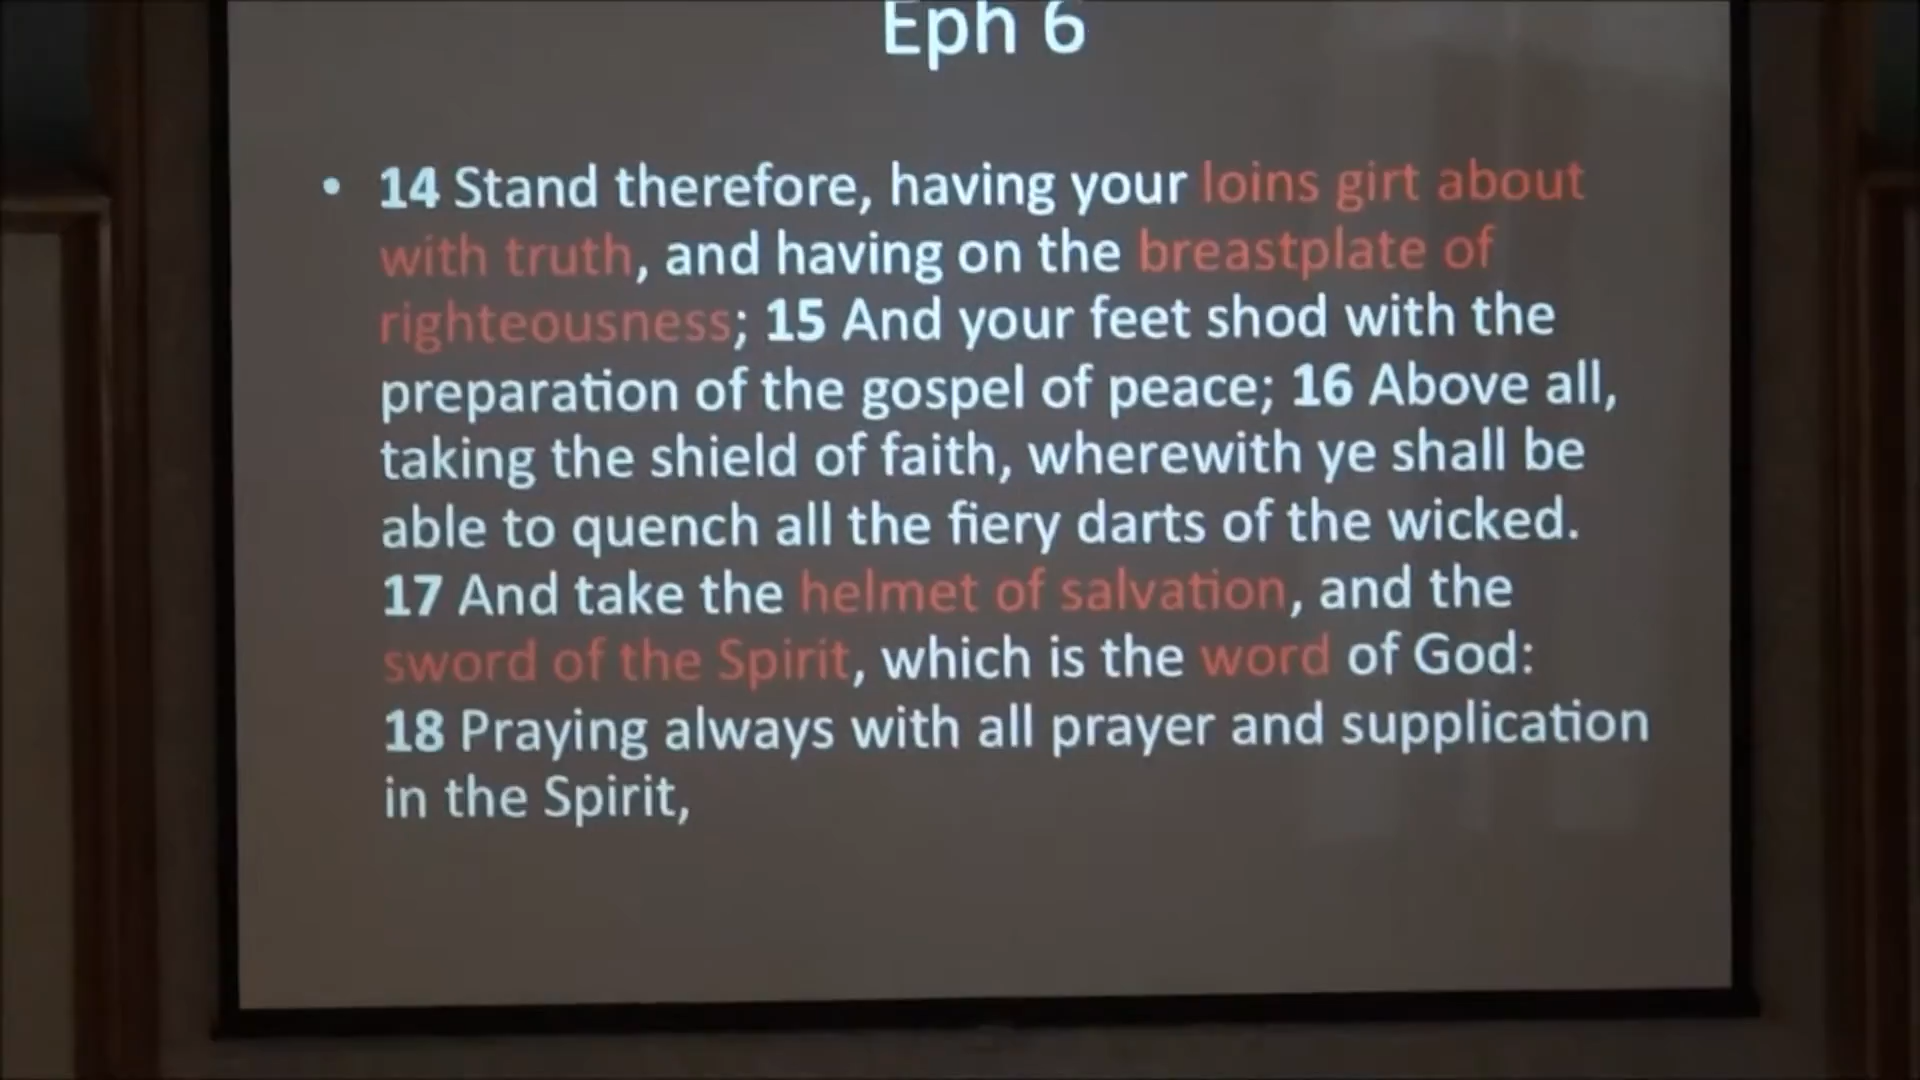 Eph 6
• 14 Stand therefore, having your loins girt about
with truth, and having on the breastplate of
righteousness; 15 And your feet shod with the
preparation of the gospel of peace; 16 Above all,
taking the shield of faith, wherewith ye shall be
able to quench all the fiery darts of the wicked.
17 And take the helmet of salvation, and the
sword of the Spirit, which is the word of God:
18 Praying always with all prayer and supplication
in the Spirit,